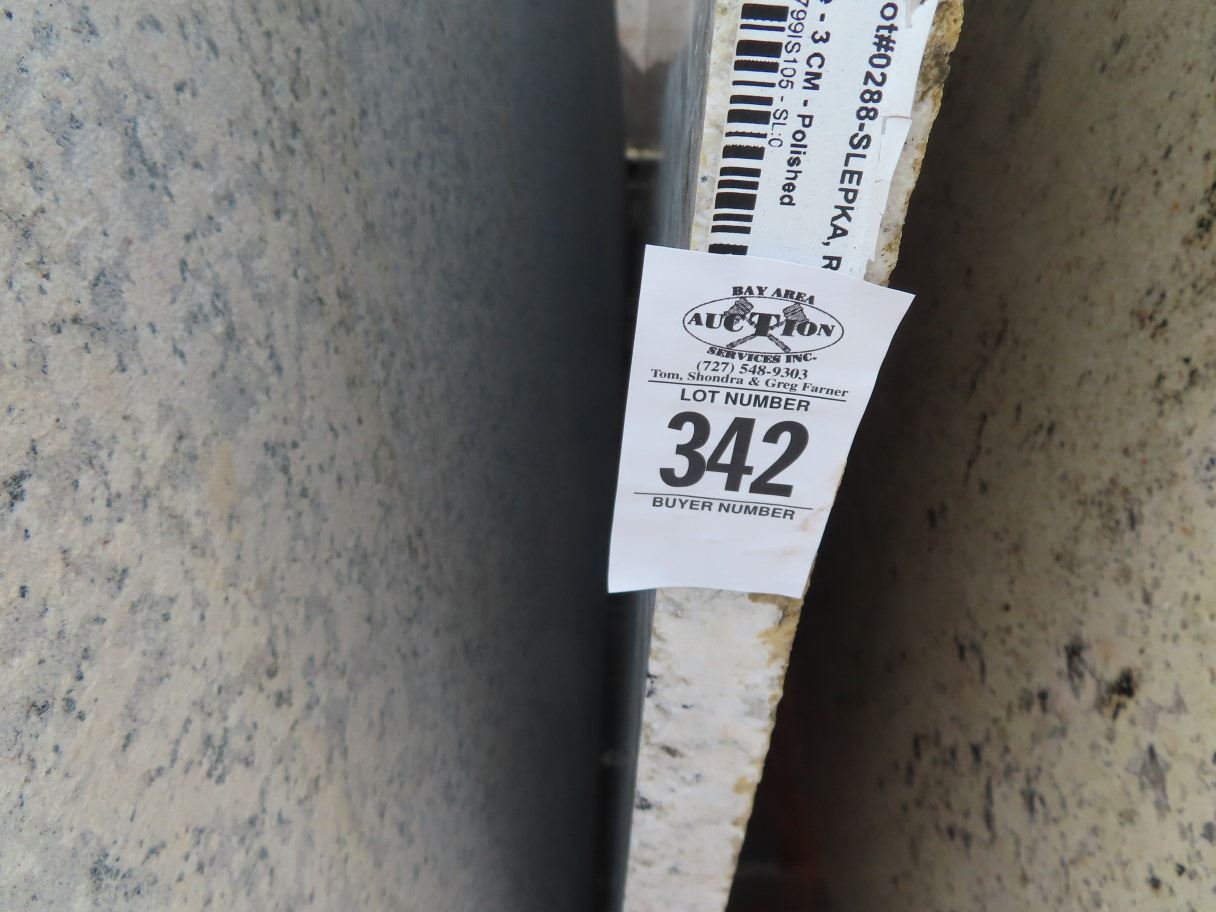 ot#0288-SLEPKA, R
- 3 CM - Polished
799IS105 - SL:0
BAY AREA
AUCTION
SERVICES INC.
(727) 548-9303
Tom, Shondra & Greg Farner
LOT NUMBER
342
BUYER NUMBER